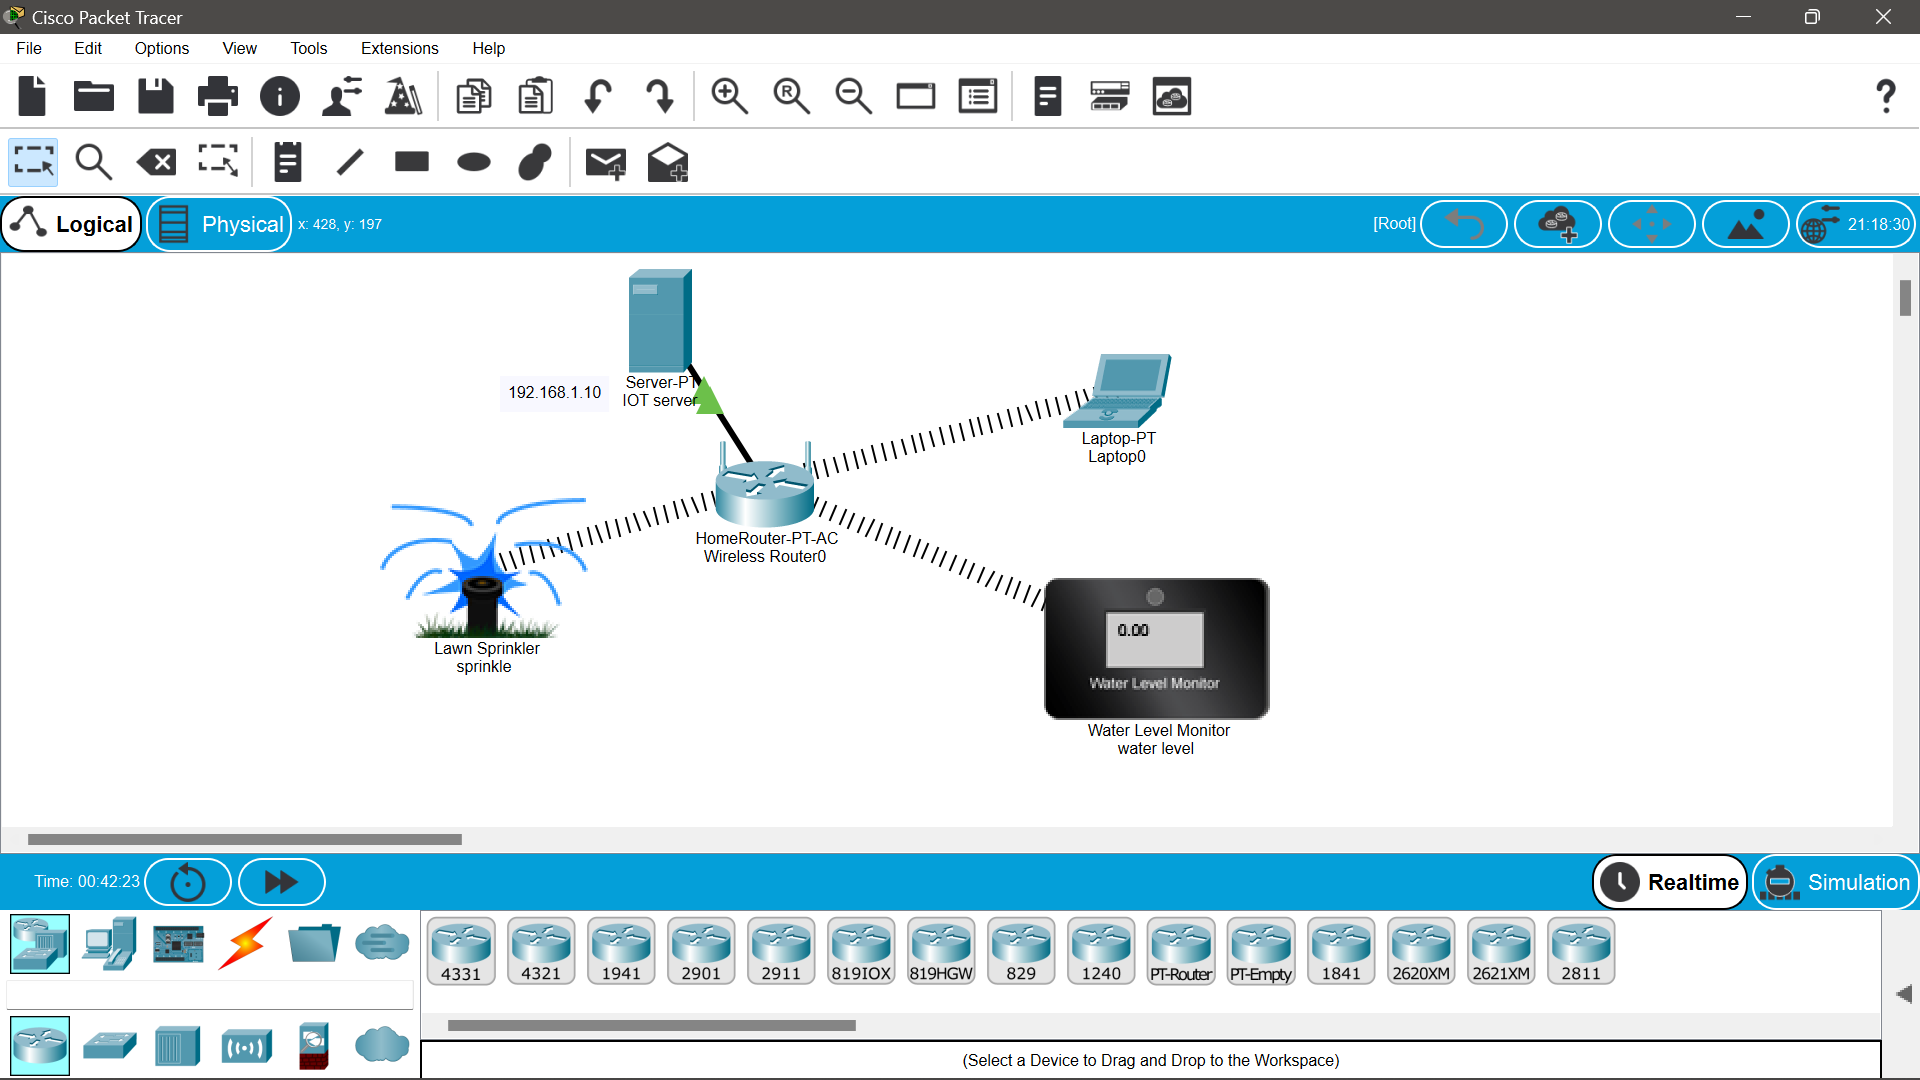 Cisco Packet Tracer
File Edit Options View Tools Extensions Help
Logical Physical x: 428, y: 197 [Root] 21:18:30
192.168.1.10
Server-PT
IOT server
Laptop-PT
Laptop0
HomeRouter-PT-AC
Wireless Router0
Lawn Sprinkler
sprinkle
0.00
Water Level Monitor
Water Level Monitor
water level
Time: 00:42:23 Realtime Simulation
4331 4321 1941 2901 2911 819IOX 819HGW 829 1240 PT-Router PT-Empty 1841 2620XM 2621XM 2811
(Select a Device to Drag and Drop to the Workspace)